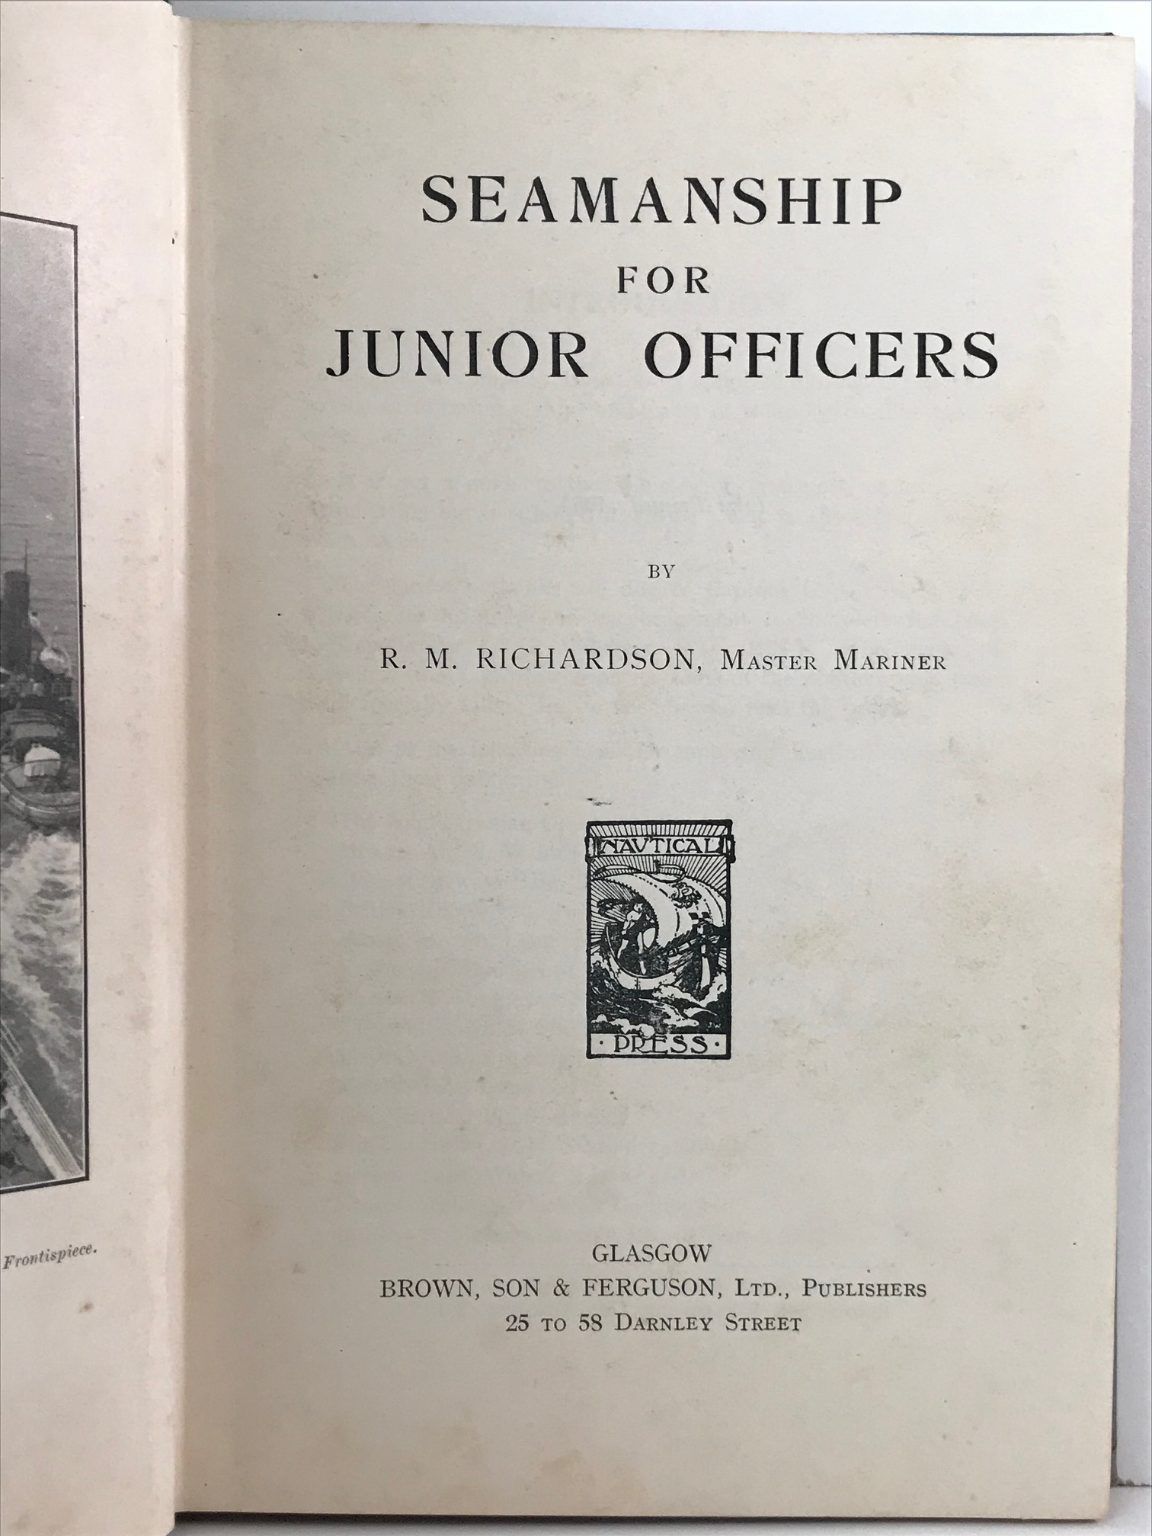 SEAMANSHIP
FOR
JUNIOR OFFICERS
BY
R. M. RICHARDSON, MASTER MARINER
NAUTICAL
PRESS
GLASGOW
BROWN, SON & FERGUSON, LTD., PUBLISHERS
25 TO 58 DARNLEY STREET
Frontispiece.